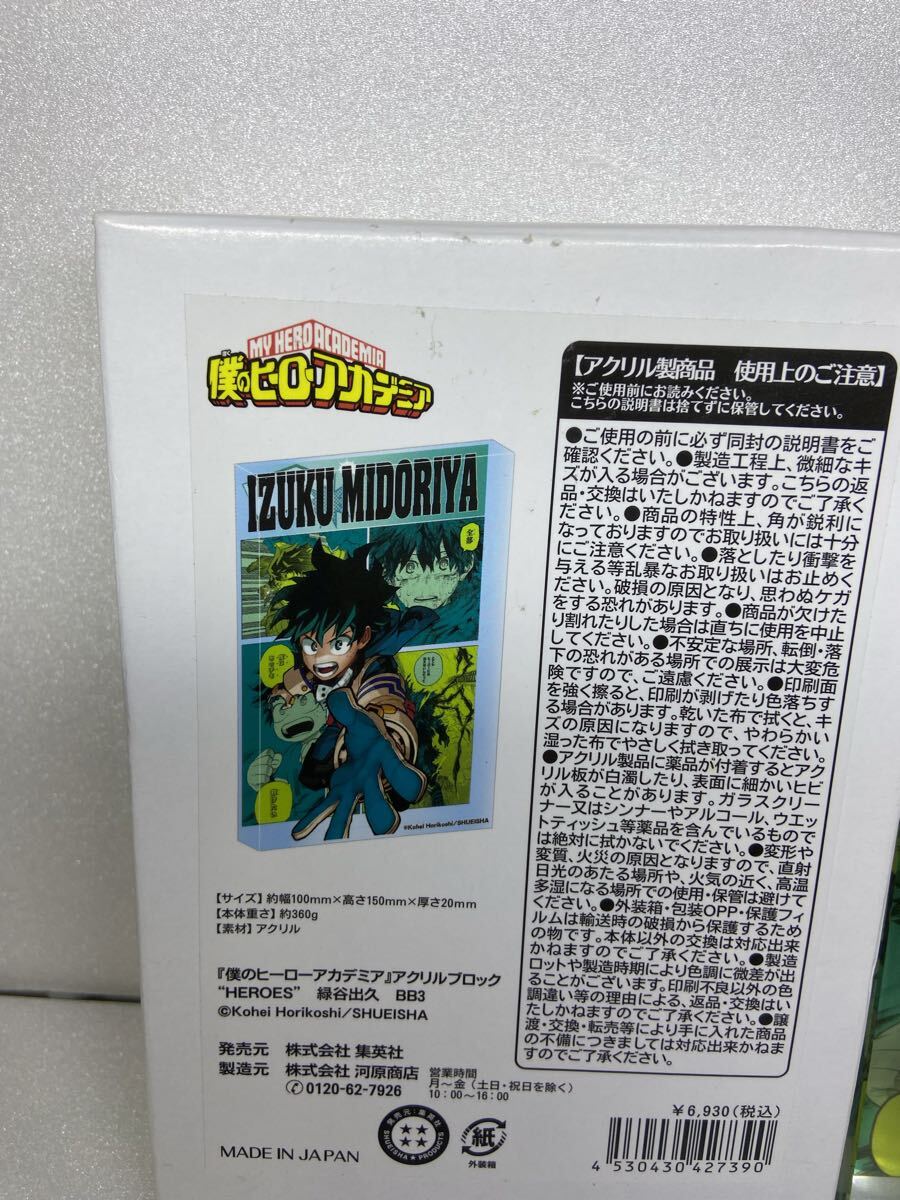 MY HERO ACADEMIA
僕のヒーローアカデミア
IZUKU MIDORIYA
全部
©Kohei Horikoshi/SHUEISHA
【サイズ】約幅100mm×高さ150mm×厚さ20mm
【本体重さ】約360g
【素材】アクリル
『僕のヒーローアカデミア』アクリルブロック
“HEROES” 緑谷出久 BB3
©Kohei Horikoshi/SHUEISHA
発売元 株式会社 集英社
製造元 株式会社 河原商店
0120-62-7926
営業時間
月～金（土日・祝日を除く）
10：00～16：00
MADE IN JAPAN
発売元：集英社
SHUEISHA PRODUCTS
紙
外装箱
【アクリル製商品 使用上のご注意】
※ご使用前にお読みください。
こちらの説明書は捨てずに保管してください。
●ご使用の前に必ず同封の説明書をご
確認ください。●製造工程上、微細なキ
ズが入る場合がございます。こちらの返
品・交換はいたしかねますのでご了承く
ださい。●商品の特性上、角が鋭利に
なっておりますのでお取り扱いには十分
にご注意ください。●落としたり衝撃を
与える等乱暴なお取り扱いはお止めく
ださい。破損の原因となり、思わぬケガ
をする恐れがあります。●商品が欠けた
り割れたりした場合は直ちに使用を中止
してください。●不安定な場所、転倒・落
下の恐れがある場所での展示は大変危
険ですので、ご遠慮ください。●印刷面
を強く擦ると、印刷が剥げたり色落ちす
る場合があります。乾いた布で拭くと、キ
ズの原因になりますので、やわらかい
湿った布でやさしく拭き取ってください。
●アクリル製品に薬品が付着するとアク
リル板が白濁したり、表面に細かいヒビ
が入ることがあります。ガラスクリー
ナー又はシンナーやアルコール、ウエッ
トティッシュ等薬品を含んでいるもので
は絶対に拭かないでください。●変形や
変質、火災の原因となりますので、直射
日光のあたる場所や、火気の近く、高温
多湿になる場所での使用・保管は避けて
ください。●外装箱・包装OPP・保護フィ
ルムは輸送時の破損から保護するため
の物です。本体以外の交換は対応出来
かねますのでご了承ください。●製造
ロットや製造時期により色調に微差が出
ることがございます。印刷不良以外の色
調違い等の理由による、返品・交換はい
たしかねますのでご了承ください。●譲
渡・交換・転売等により手に入れた商品
の不備につきましては対応出来かねま
すのでご了承ください。
￥6,930（税込）
4 530430 427390